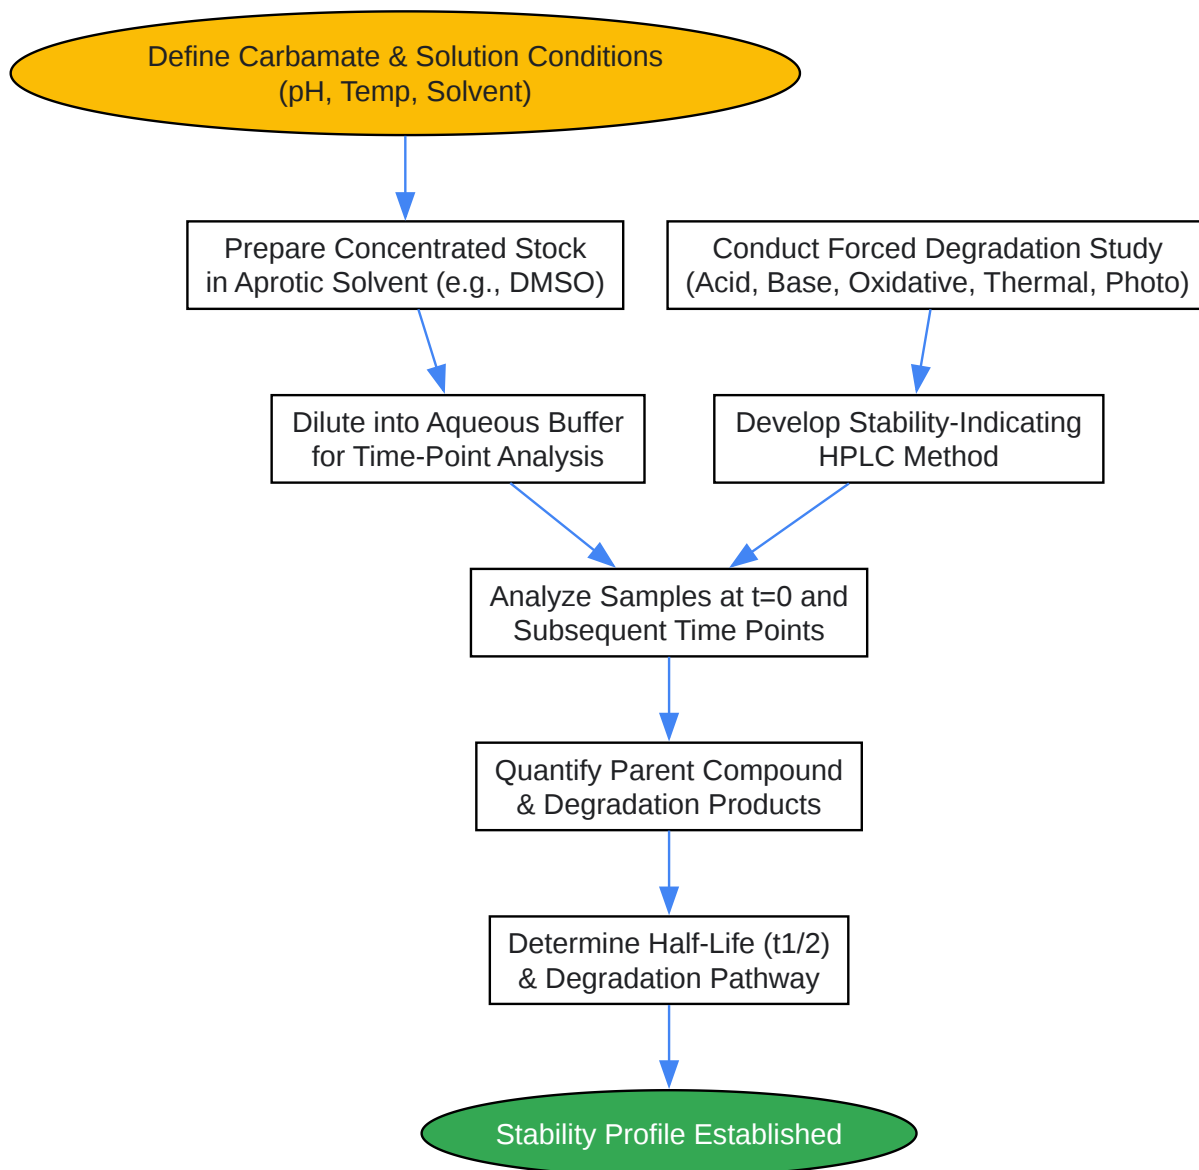 Define Carbamate & Solution Conditions
(pH, Temp, Solvent)
Prepare Concentrated Stock
in Aprotic Solvent (e.g., DMSO)
Conduct Forced Degradation Study
(Acid, Base, Oxidative, Thermal, Photo)
Dilute into Aqueous Buffer
for Time-Point Analysis
Develop Stability-Indicating
HPLC Method
Analyze Samples at t=0 and
Subsequent Time Points
Quantify Parent Compound
& Degradation Products
Determine Half-Life (t1/2)
& Degradation Pathway
Stability Profile Established